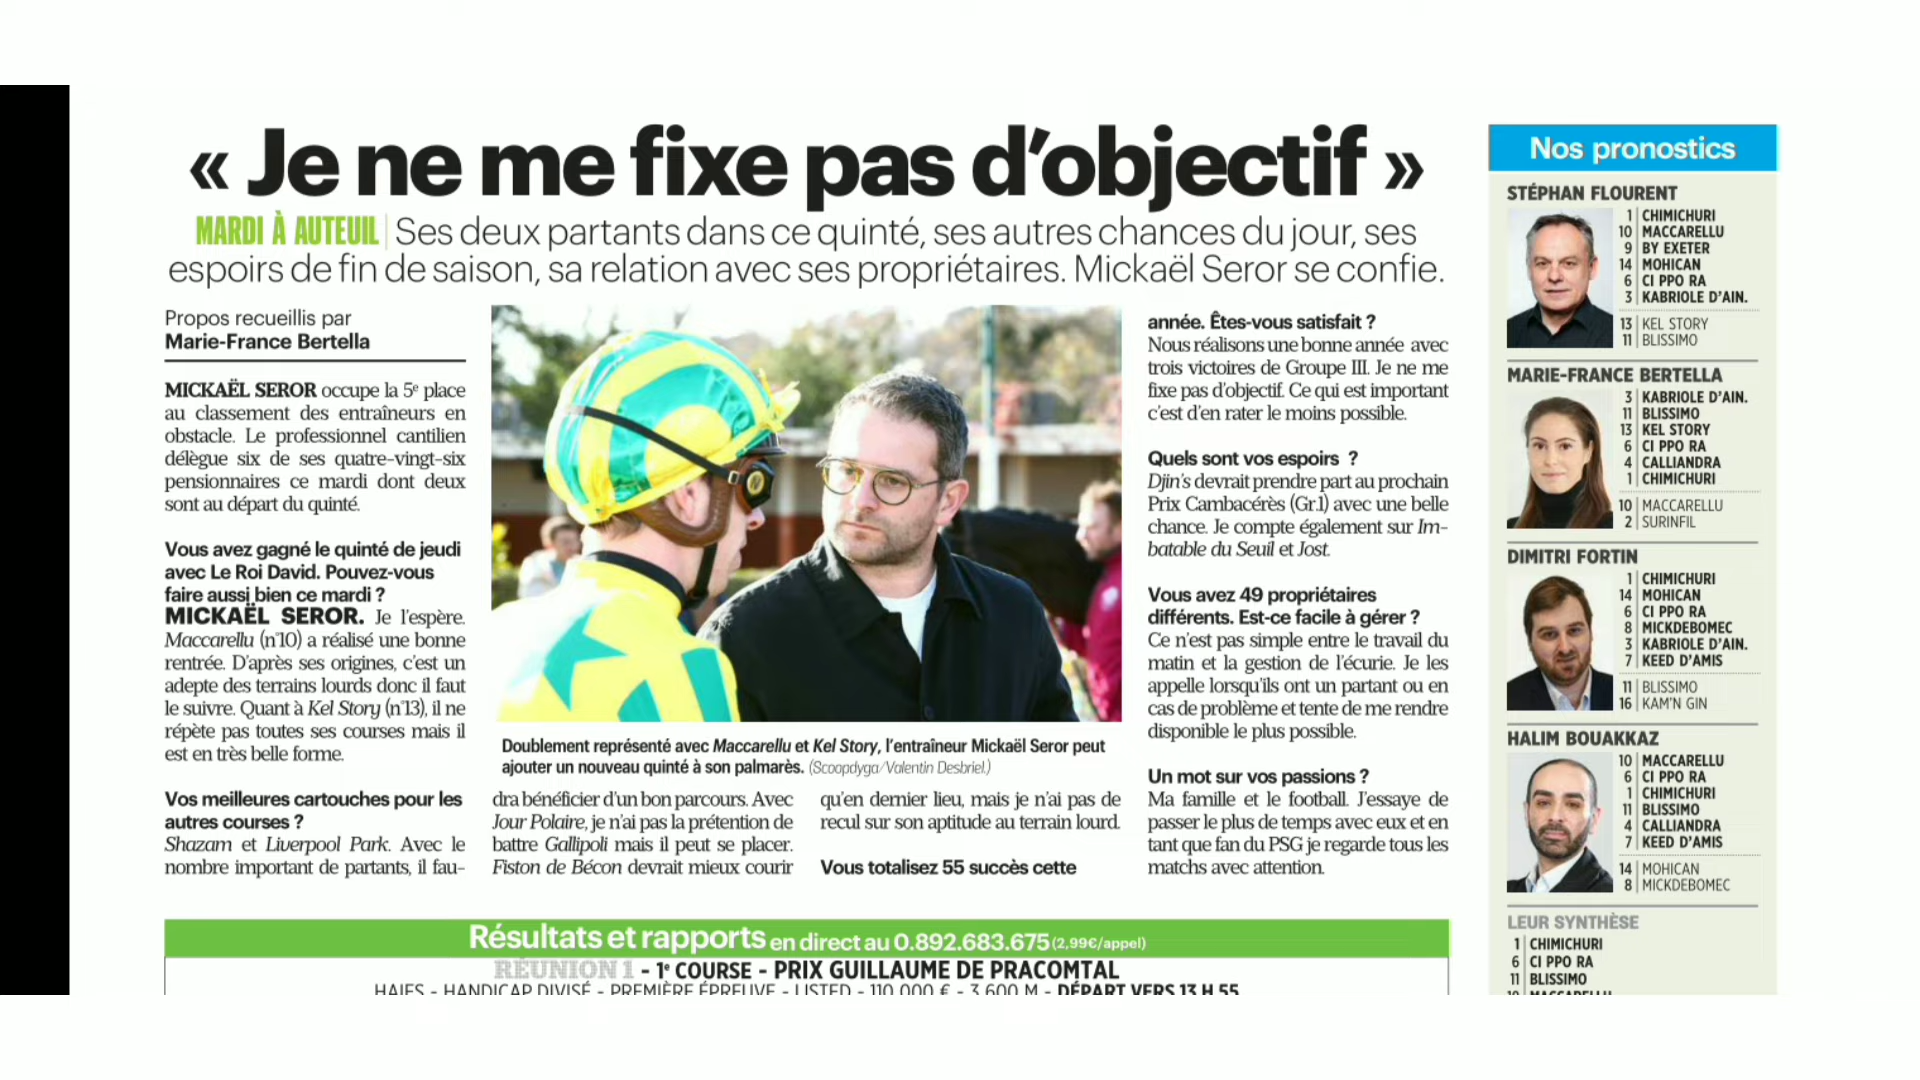 « Je ne me fixe pas d'objectif »
MARDI À AUTEUIL Ses deux partants dans ce quinté, ses autres chances du jour, ses
espoirs de fin de saison, sa relation avec ses propriétaires. Mickaël Seror se confie.
Propos recueillis par
Marie-France Bertella
MICKAËL SEROR occupe la 5e place
au classement des entraîneurs en
obstacle. Le professionnel cantilien
délègue six de ses quatre-vingt-six
pensionnaires ce mardi dont deux
sont au départ du quinté.
Vous avez gagné le quinté de jeudi
avec Le Roi David. Pouvez-vous
faire aussi bien ce mardi ?
MICKAËL SEROR. Je l'espère.
Maccarellu (n°10) a réalisé une bonne
rentrée. D'après ses origines, c'est un
adepte des terrains lourds donc il faut
le suivre. Quant à Kel Story (n°13), il ne
répète pas toutes ses courses mais il
est en très belle forme.
Vos meilleures cartouches pour les
autres courses ?
Shazam et Liverpool Park. Avec le
nombre important de partants, il fau-
Doublement représenté avec Maccarellu et Kel Story, l'entraîneur Mickaël Seror peut
ajouter un nouveau quinté à son palmarès. (Scoopdyga/Valentin Desbriel.)
dra bénéficier d'un bon parcours. Avec
Jour Polaire, je n'ai pas la prétention de
battre Gallipoli mais il peut se placer.
Fiston de Bécon devrait mieux courir
qu'en dernier lieu, mais je n'ai pas de
recul sur son aptitude au terrain lourd.
Vous totalisez 55 succès cette
année. Êtes-vous satisfait ?
Nous réalisons une bonne année avec
trois victoires de Groupe III. Je ne me
fixe pas d'objectif. Ce qui est important
c'est d'en rater le moins possible.
Quels sont vos espoirs ?
Djin's devrait prendre part au prochain
Prix Cambacérès (Gr.I) avec une belle
chance. Je compte également sur Im-
batable du Seuil et Jost.
Vous avez 49 propriétaires
différents. Est-ce facile à gérer ?
Ce n'est pas simple entre le travail du
matin et la gestion de l'écurie. Je les
appelle lorsqu'ils ont un partant ou en
cas de problème et tente de me rendre
disponible le plus possible.
Un mot sur vos passions ?
Ma famille et le football. J'essaye de
passer le plus de temps avec eux et en
tant que fan du PSG je regarde tous les
matchs avec attention.
Résultats et rapports en direct au 0.892.683.675 (2,99€/appel)
RÉUNION 1 - 1e COURSE - PRIX GUILLAUME DE PRACOMTAL
HAIES - HANDICAP DIVISÉ - PREMIÈRE ÉPREUVE - LISTED - 110 000 € - 3 600 M - DÉPART VERS 13 H 55
Nos pronostics
STÉPHAN FLOURENT
1 CHIMICHURI
10 MACCARELLU
9 BY EXETER
14 MOHICAN
6 CI PPO RA
3 KABRIOLE D'AIN.
13 KEL STORY
11 BLISSIMO
MARIE-FRANCE BERTELLA
3 KABRIOLE D'AIN.
11 BLISSIMO
13 KEL STORY
6 CI PPO RA
4 CALLIANDRA
1 CHIMICHURI
10 MACCARELLU
2 SURINFIL
DIMITRI FORTIN
1 CHIMICHURI
14 MOHICAN
6 CI PPO RA
8 MICKDEBOMEC
3 KABRIOLE D'AIN.
7 KEED D'AMIS
11 BLISSIMO
16 KAM'N GIN
HALIM BOUAKKAZ
10 MACCARELLU
6 CI PPO RA
1 CHIMICHURI
11 BLISSIMO
4 CALLIANDRA
7 KEED D'AMIS
14 MOHICAN
8 MICKDEBOMEC
LEUR SYNTHÈSE
1 CHIMICHURI
6 CI PPO RA
11 BLISSIMO
10 MACCARELLU